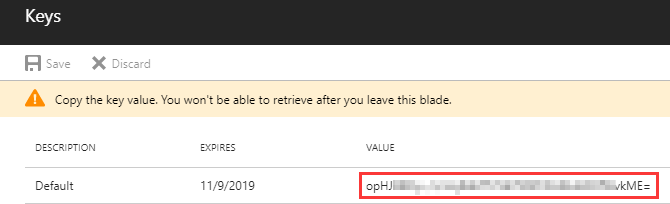 Keys
Save Discard
Copy the key value. You won't be able to retrieve after you leave this blade.
DESCRIPTION EXPIRES VALUE
Default 11/9/2019 opHJ vkME=